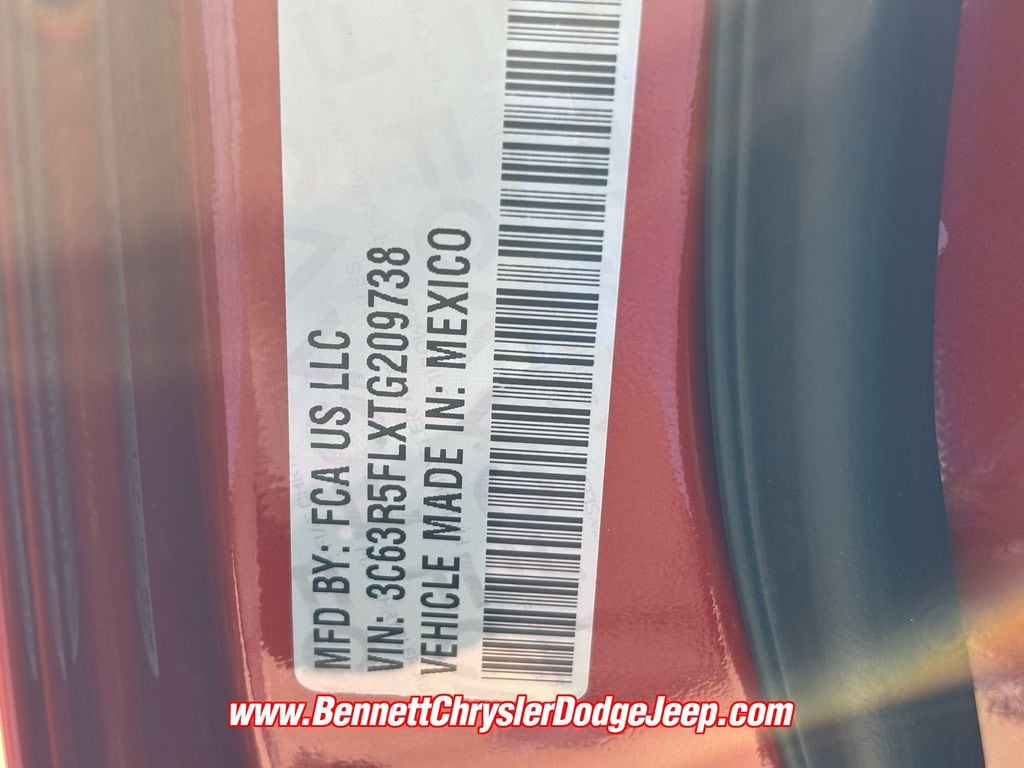 MFD BY: FCA US LLC
VIN: 3C63R5FLXTG209738
VEHICLE MADE IN: MEXICO
www.BennettChryslerDodgeJeep.com